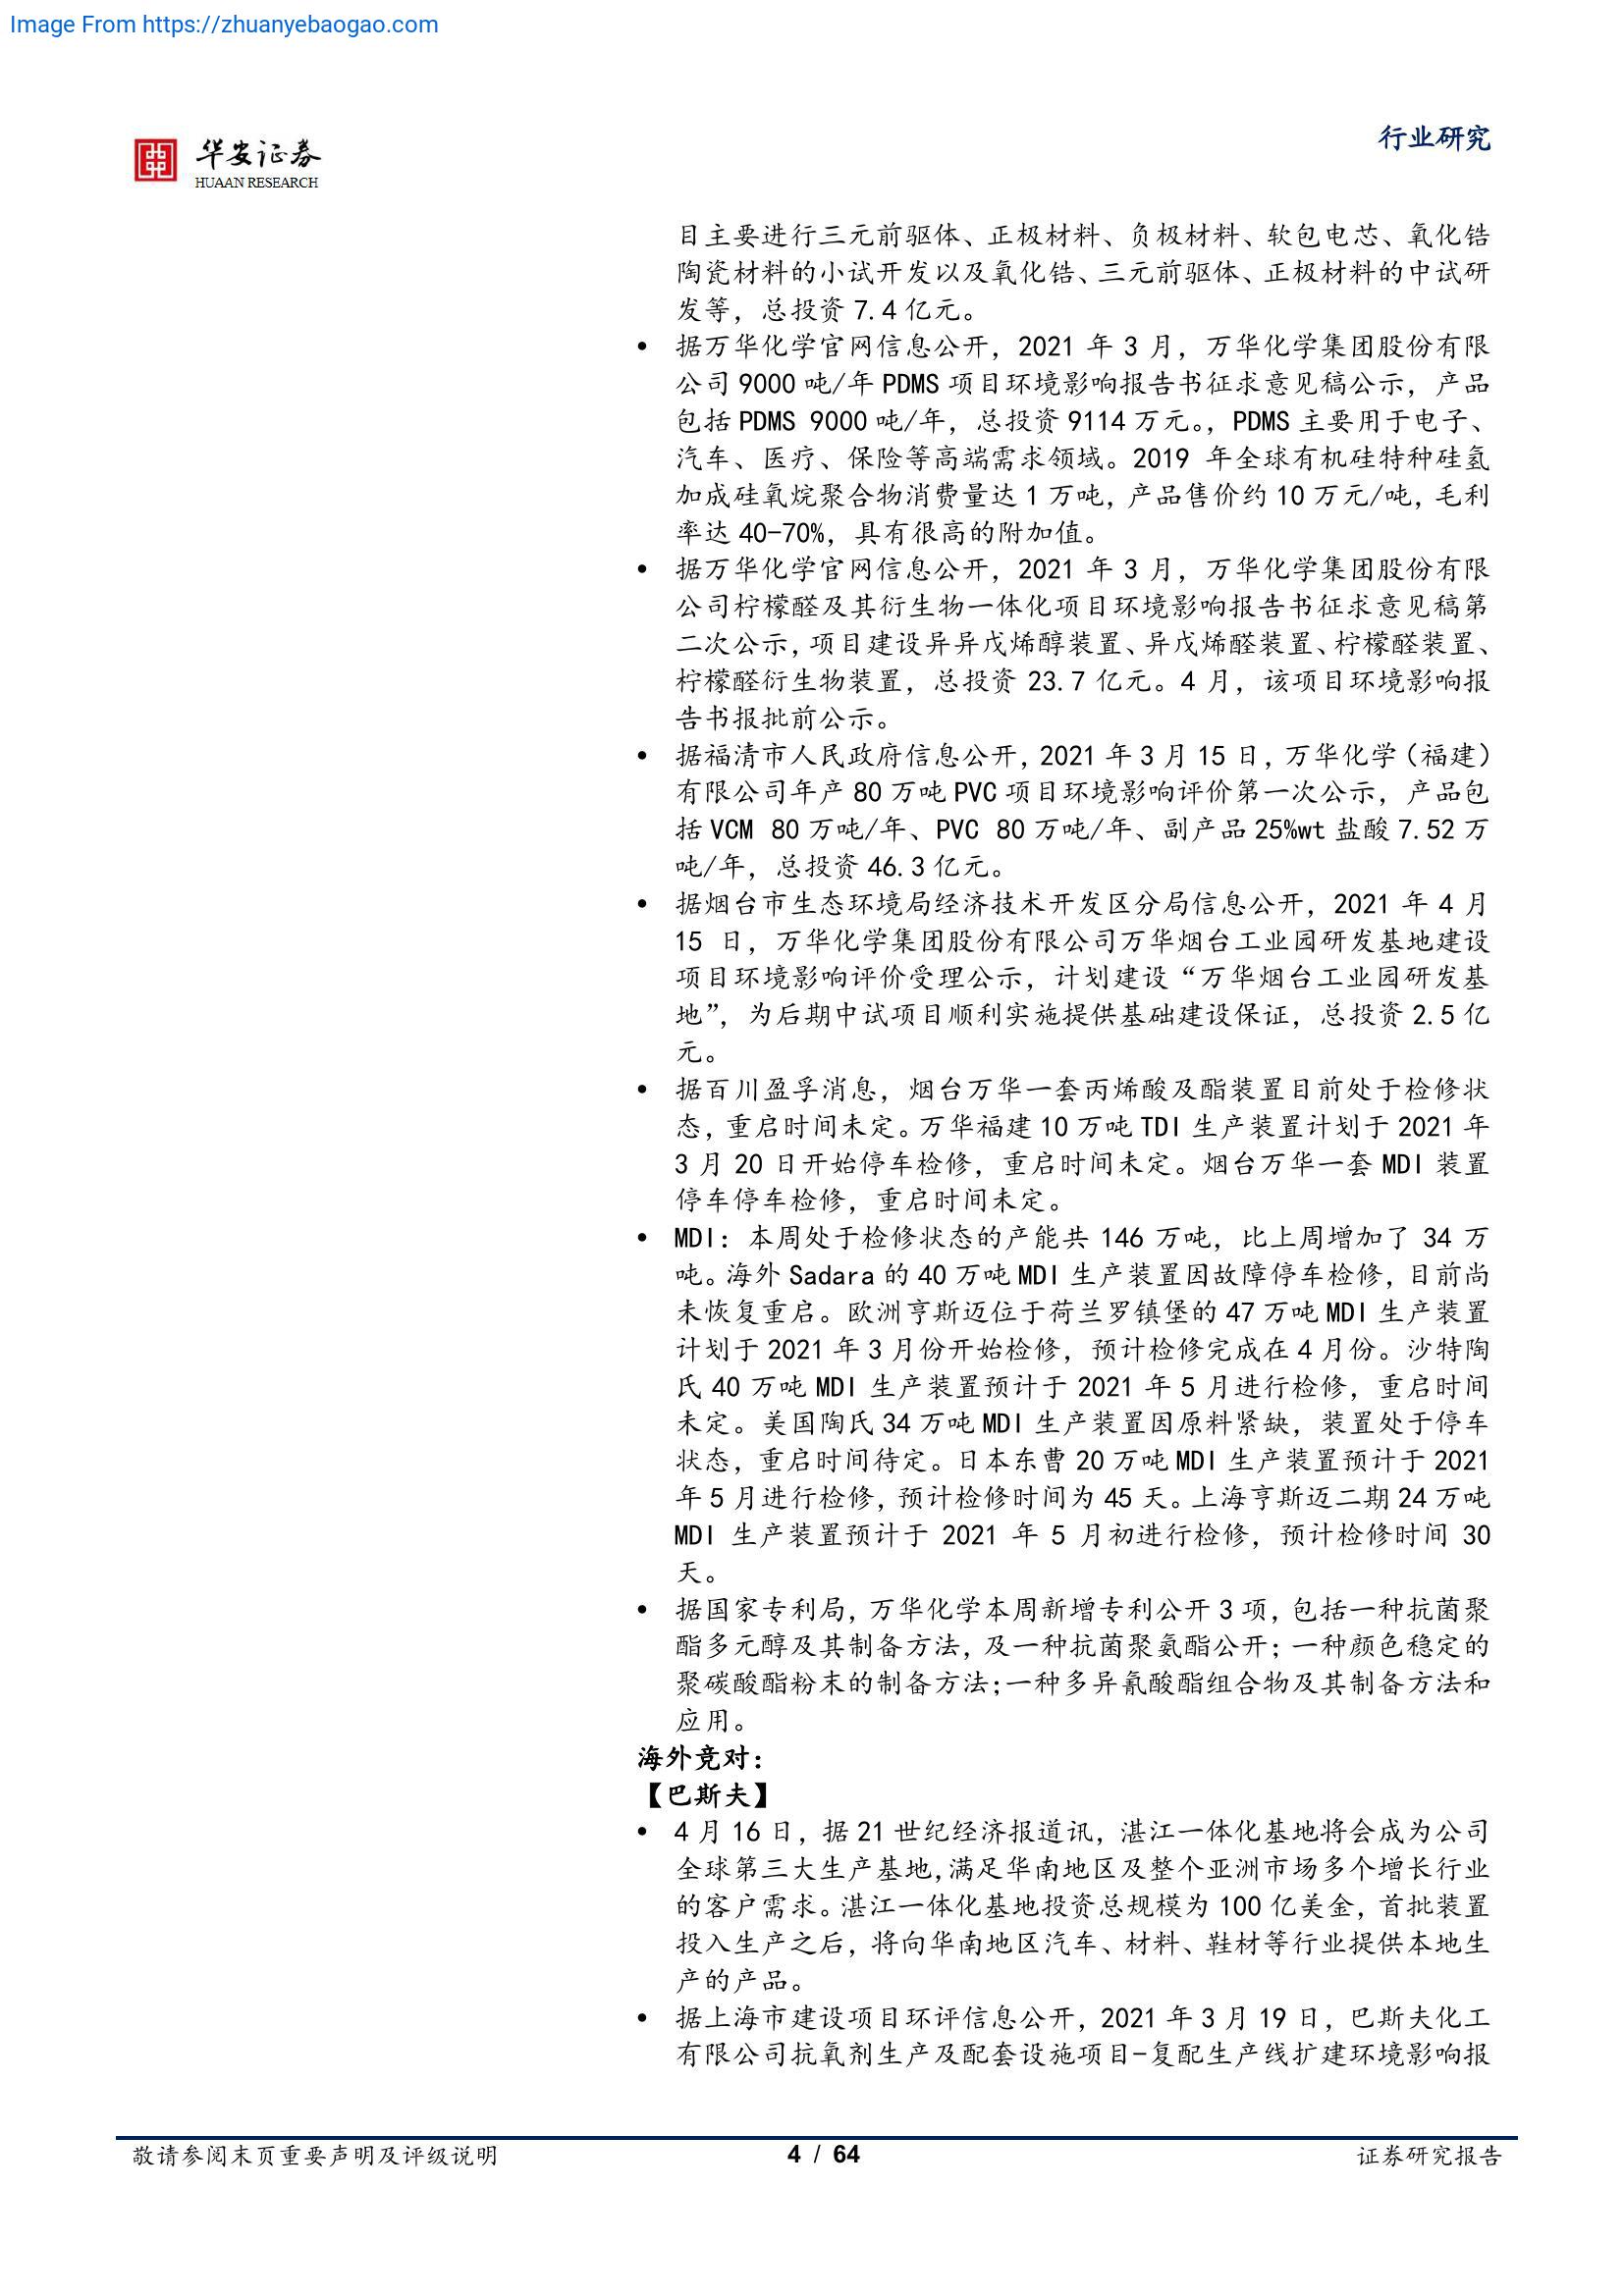 Image From https://zhuanyebaogao.com
华安证券
HUAAN RESEARCH
行业研究
目主要进行三元前驱体、正极材料、负极材料、软包电芯、氧化锆
陶瓷材料的小试开发以及氧化锆、三元前驱体、正极材料的中试研
发等，总投资 7.4 亿元。
• 据万华化学官网信息公开，2021 年 3 月，万华化学集团股份有限
公司 9000 吨/年 PDMS 项目环境影响报告书征求意见稿公示，产品
包括 PDMS 9000 吨/年，总投资 9114 万元。，PDMS 主要用于电子、
汽车、医疗、保险等高端需求领域。2019 年全球有机硅特种硅氢
加成硅氧烷聚合物消费量达 1 万吨，产品售价约 10 万元/吨，毛利
率达 40-70%，具有很高的附加值。
• 据万华化学官网信息公开，2021 年 3 月，万华化学集团股份有限
公司柠檬醛及其衍生物一体化项目环境影响报告书征求意见稿第
二次公示，项目建设异异戊烯醇装置、异戊烯醛装置、柠檬醛装置、
柠檬醛衍生物装置，总投资 23.7 亿元。4 月，该项目环境影响报
告书报批前公示。
• 据福清市人民政府信息公开，2021 年 3 月 15 日，万华化学（福建）
有限公司年产 80 万吨 PVC 项目环境影响评价第一次公示，产品包
括 VCM 80 万吨/年、PVC 80 万吨/年、副产品 25%wt 盐酸 7.52 万
吨/年，总投资 46.3 亿元。
• 据烟台市生态环境局经济技术开发区分局信息公开，2021 年 4 月
15 日，万华化学集团股份有限公司万华烟台工业园研发基地建设
项目环境影响评价受理公示，计划建设“万华烟台工业园研发基
地”，为后期中试项目顺利实施提供基础建设保证，总投资 2.5 亿
元。
• 据百川盈孚消息，烟台万华一套丙烯酸及酯装置目前处于检修状
态，重启时间未定。万华福建 10 万吨 TDI 生产装置计划于 2021 年
3 月 20 日开始停车检修，重启时间未定。烟台万华一套 MDI 装置
停车停车检修，重启时间未定。
• MDI：本周处于检修状态的产能共 146 万吨，比上周增加了 34 万
吨。海外 Sadara 的 40 万吨 MDI 生产装置因故障停车检修，目前尚
未恢复重启。欧洲亨斯迈位于荷兰罗镇堡的 47 万吨 MDI 生产装置
计划于 2021 年 3 月份开始检修，预计检修完成在 4 月份。沙特陶
氏 40 万吨 MDI 生产装置预计于 2021 年 5 月进行检修，重启时间
未定。美国陶氏 34 万吨 MDI 生产装置因原料紧缺，装置处于停车
状态，重启时间待定。日本东曹 20 万吨 MDI 生产装置预计于 2021
年 5 月进行检修，预计检修时间为 45 天。上海亨斯迈二期 24 万吨
MDI 生产装置预计于 2021 年 5 月初进行检修，预计检修时间 30
天。
• 据国家专利局，万华化学本周新增专利公开 3 项，包括一种抗菌聚
酯多元醇及其制备方法，及一种抗菌聚氨酯公开；一种颜色稳定的
聚碳酸酯粉末的制备方法；一种多异氰酸酯组合物及其制备方法和
应用。
海外竞对：
【巴斯夫】
• 4 月 16 日，据 21 世纪经济报道讯，湛江一体化基地将会成为公司
全球第三大生产基地，满足华南地区及整个亚洲市场多个增长行业
的客户需求。湛江一体化基地投资总规模为 100 亿美金，首批装置
投入生产之后，将向华南地区汽车、材料、鞋材等行业提供本地生
产的产品。
• 据上海市建设项目环评信息公开，2021 年 3 月 19 日，巴斯夫化工
有限公司抗氧剂生产及配套设施项目-复配生产线扩建环境影响报
敬请参阅末页重要声明及评级说明
4 / 64
证券研究报告